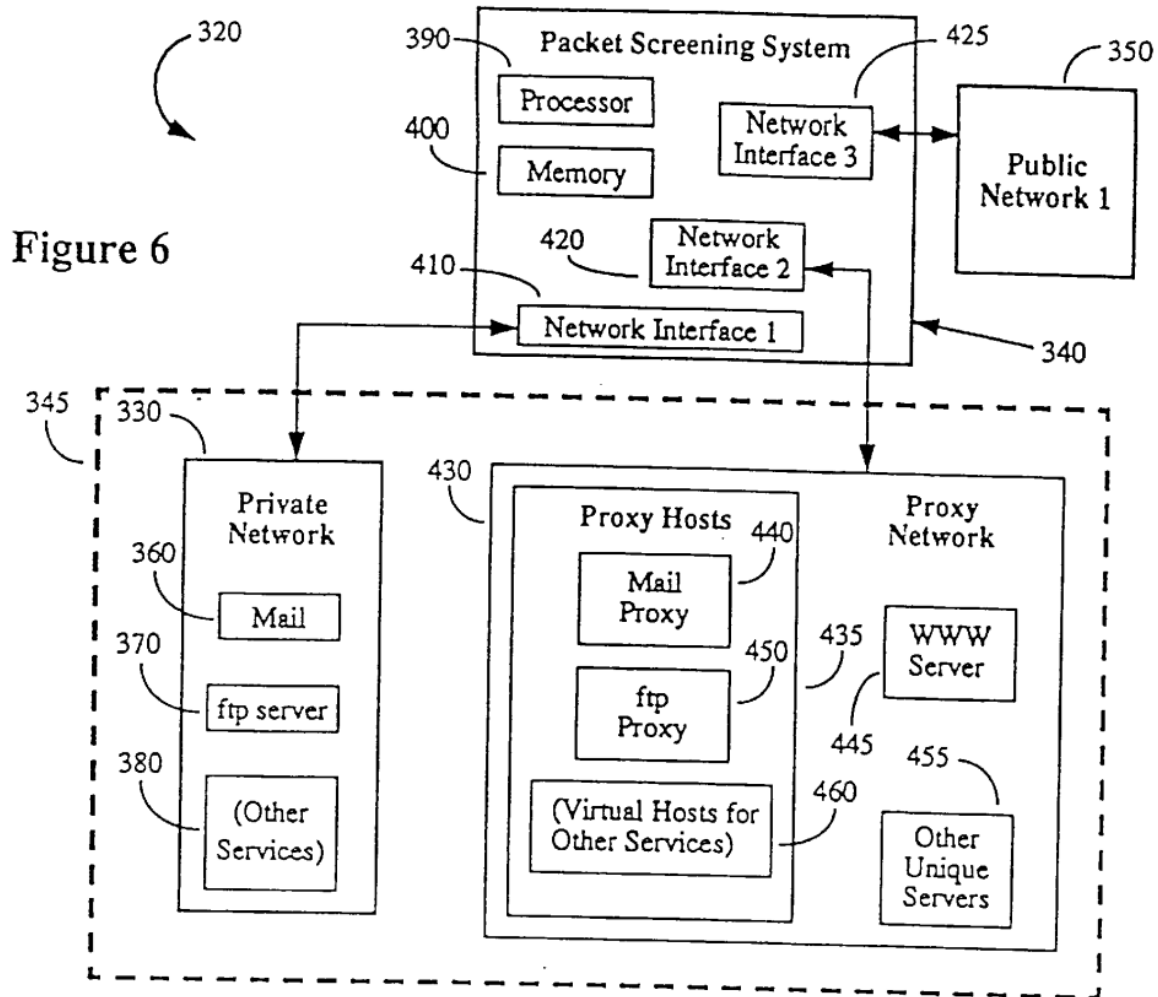 320
390
Packet Screening System
425
350
Processor
400
Network
Interface 3
Memory
Public
Network 1
Figure 6
420
Network
Interface 2
410
Network Interface 1
340
345
330
Private
Network
430
Proxy Hosts
440
Proxy
Network
360
Mail
Mail
Proxy
370
ftp server
450
435
WWW
Server
ftp
Proxy
445
380
(Other
Services)
455
460
(Virtual Hosts for
Other Services)
Other
Unique
Servers